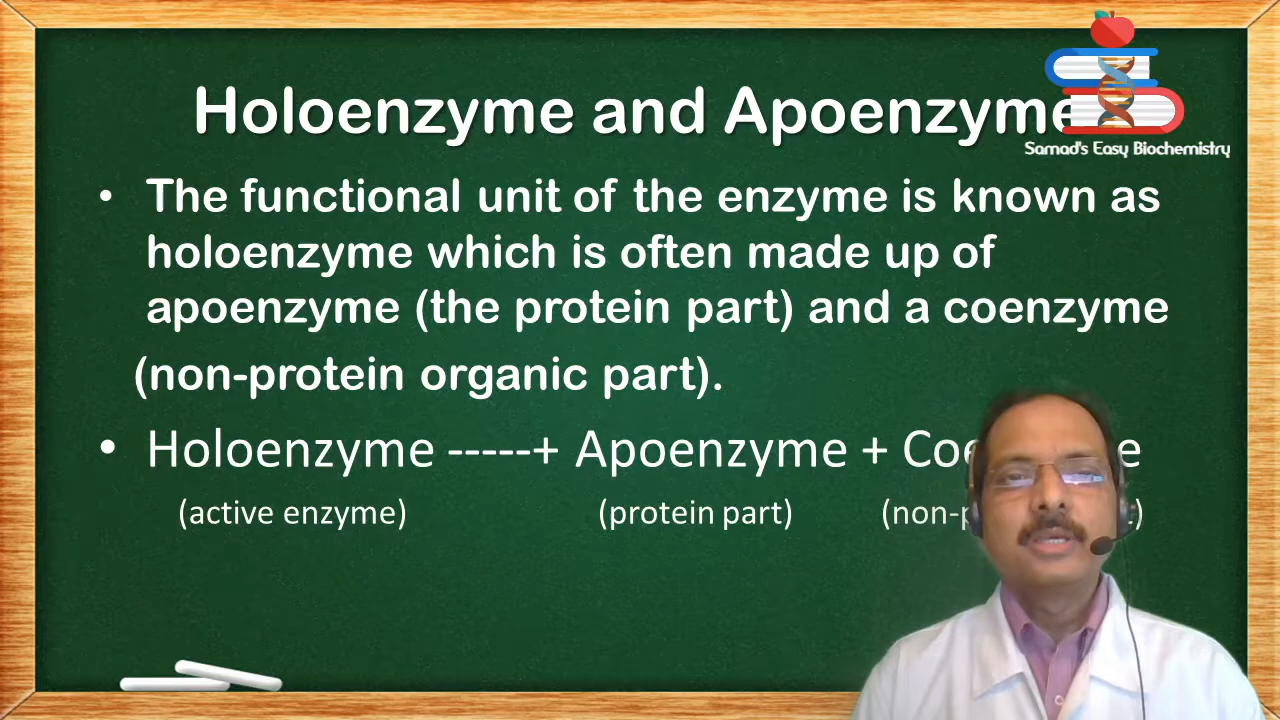 Holoenzyme and Apoenzyme
Samad's Easy Biochemistry
• The functional unit of the enzyme is known as
holoenzyme which is often made up of
apoenzyme (the protein part) and a coenzyme
(non-protein organic part).
• Holoenzyme -----+ Apoenzyme +
(active enzyme) (protein part)